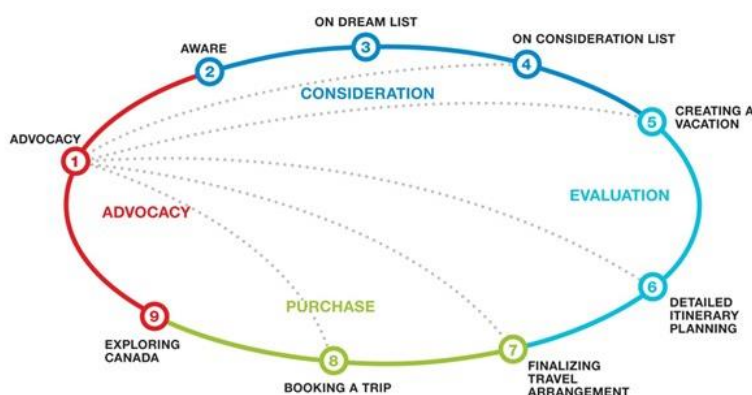 ON DREAM LIST
3
AWARE
2
ON CONSIDERATION LIST
4
CONSIDERATION
CREATING A
VACATION
5
ADVOCACY
1
EVALUATION
ADVOCACY
6
DETAILED
ITINERARY
PLANNING
PURCHASE
9
EXPLORING
CANADA
8
BOOKING A TRIP
7
FINALIZING
TRAVEL
ARRANGEMENT